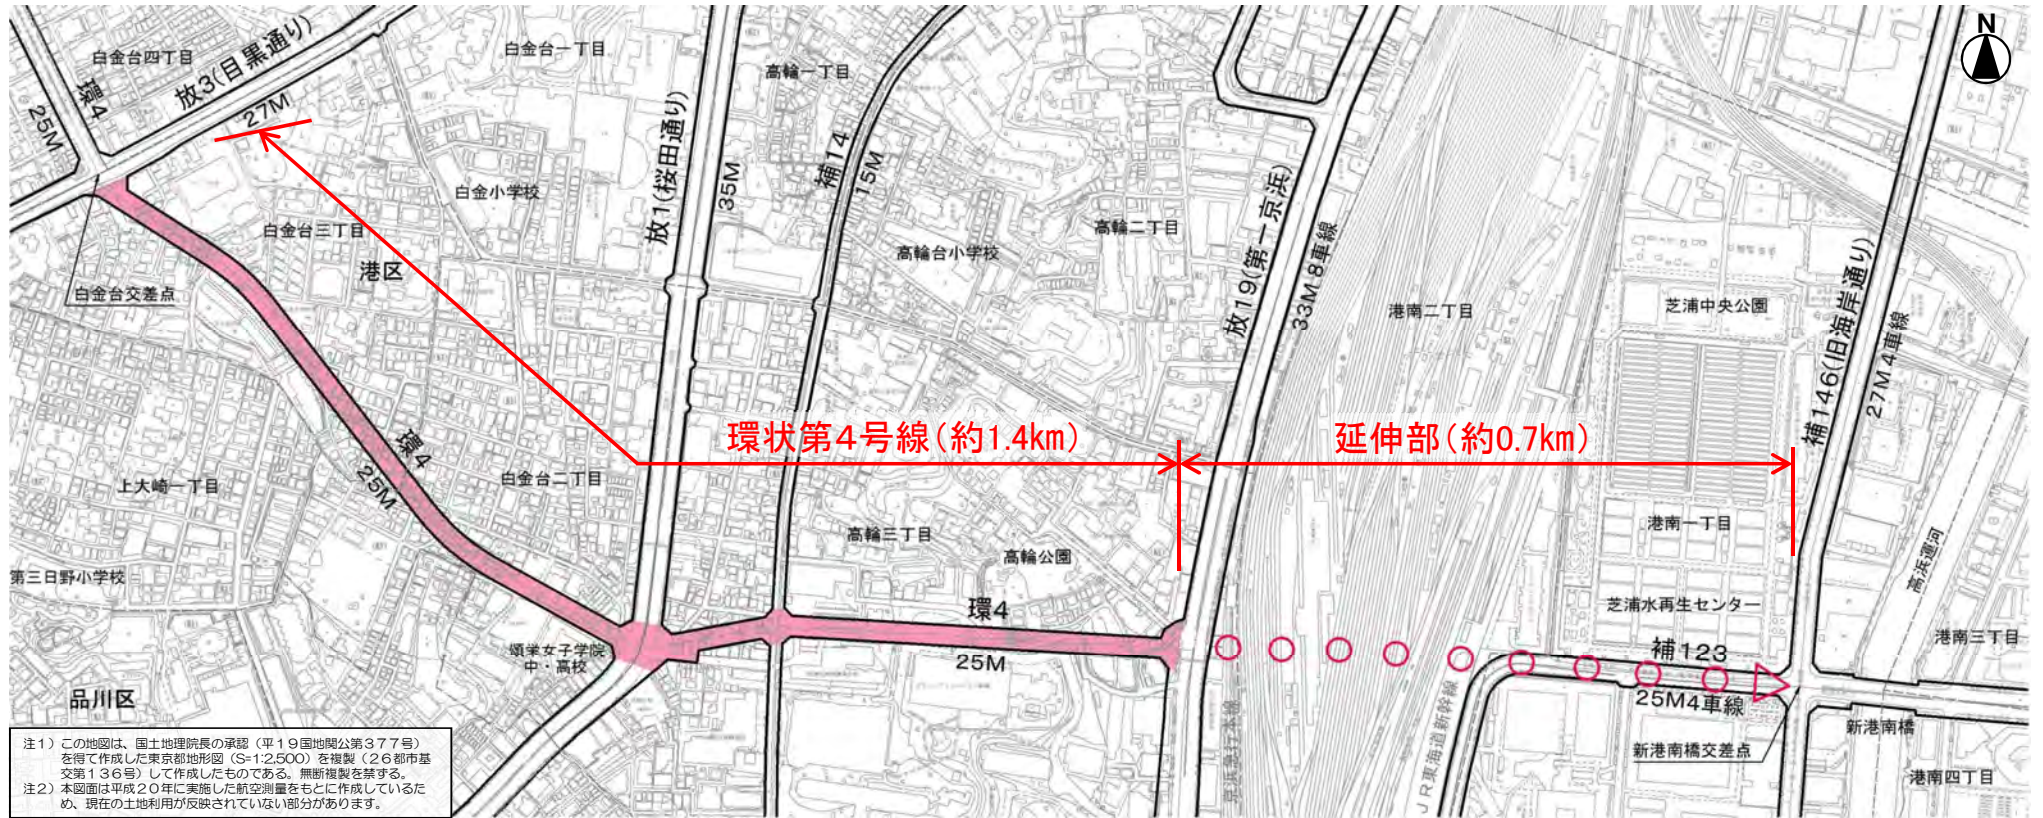 N
白金台四丁目
環4
25M
放3(目黒通り)
27M
白金台一丁目
高輪一丁目
放1(桜田通り)
35M
補14
15M
白金小学校
白金台三丁目
港区
白金台交差点
高輪台小学校
高輪二丁目
放19(第一京浜)
33M8車線
港南二丁目
芝浦中央公園
補146(旧海岸通り)
27M4車線
環状第4号線(約1.4km)
延伸部(約0.7km)
環4
25M
上大崎一丁目
白金台二丁目
高輪三丁目
高輪公園
港南一丁目
高浜運河
第三日野小学校
環4
25M
芝浦水再生センター
補123
25M4車線
港南三丁目
頌栄女子学院
中・高校
品川区
京浜急行本線
JR東海道新幹線
新港南橋
新港南橋交差点
港南四丁目
注1)この地図は、国土地理院長の承認(平19国地関公第377号)
を得て作成した東京都地形図(S=1:2,500)を複製(26都市基
交第136号)して作成したものである。無断複製を禁ずる。
注2)本図面は平成20年に実施した航空測量をもとに作成しているた
め、現在の土地利用が反映されていない部分があります。